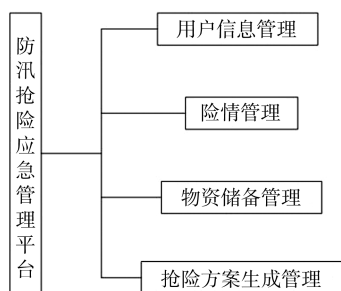 防汛抢险应急管理平台
用户信息管理
险情管理
物资储备管理
抢险方案生成管理